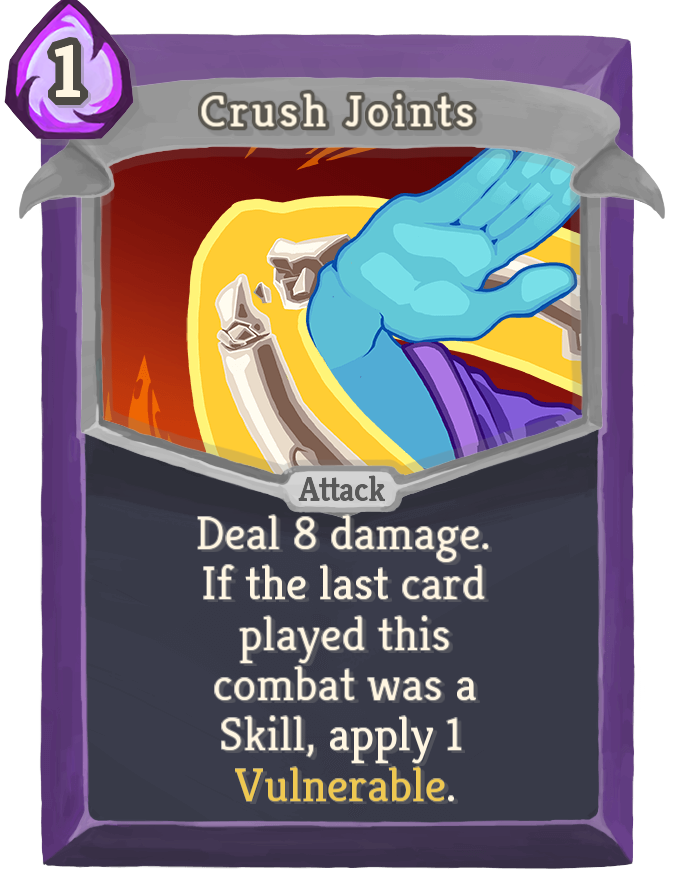 1
Crush Joints
Attack
Deal 8 damage.
If the last card
played this
combat was a
Skill, apply 1
Vulnerable.